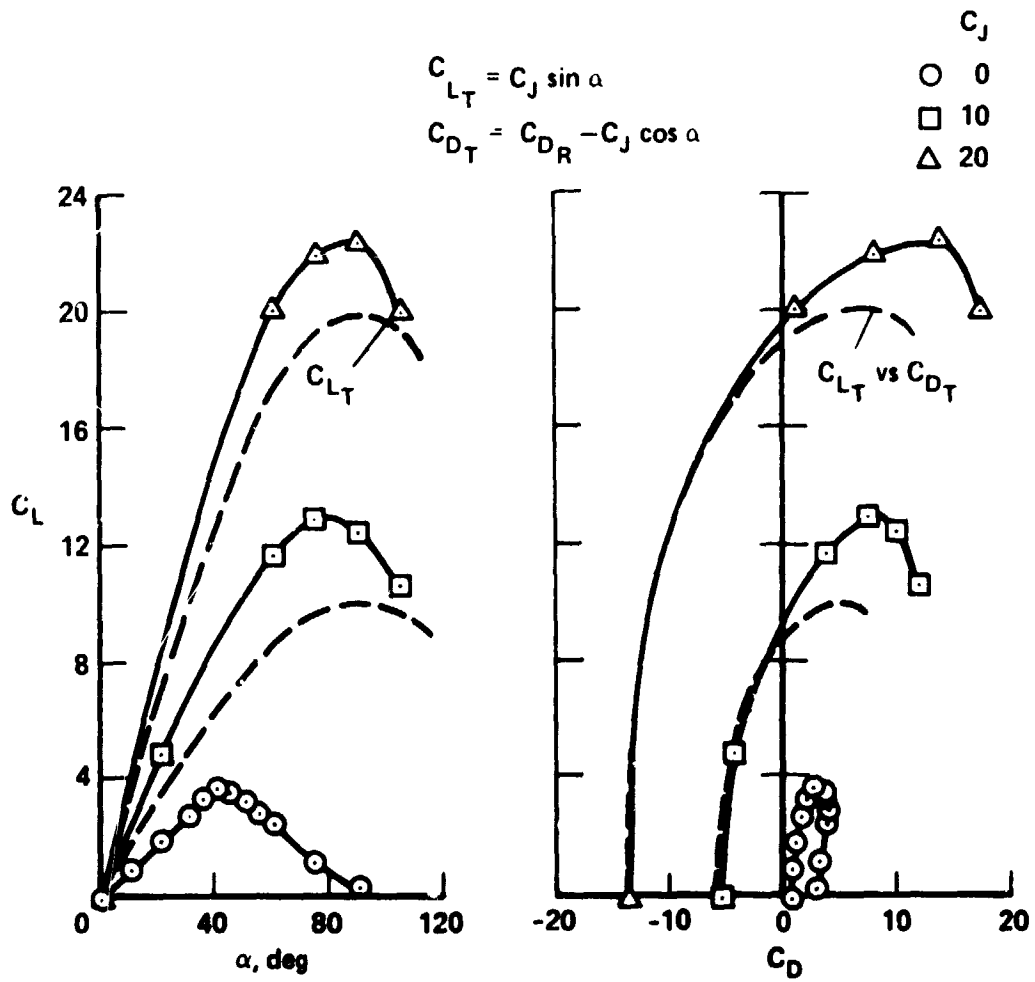 C_J
○ 0
□ 10
△ 20
C_{L_T} = C_J sin α
C_{D_T} = C_{D_R} – C_J cos α
24
20
16
12
8
4
0
C_L
C_{L_T}
40
80
120
α, deg
C_{L_T} vs C_{D_T}
-20
-10
0
10
20
C_D